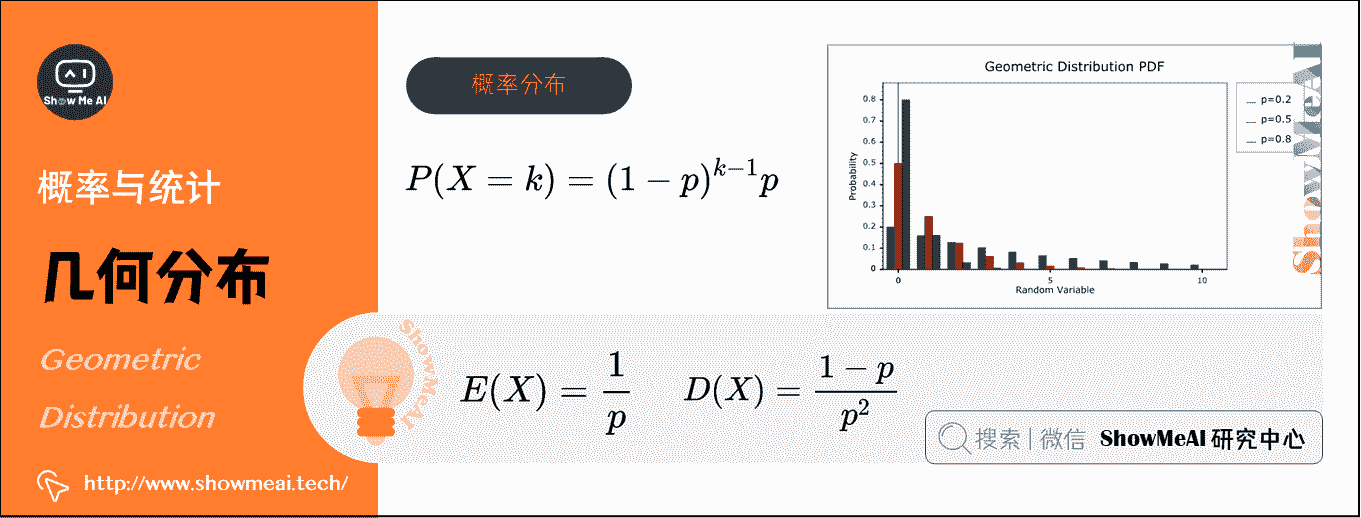 Show Me AI
概率与统计
几何分布
Geometric
Distribution
http://www.showmeai.tech/
概率分布
P(X = k) = (1 − p)^{k−1}p
Geometric Distribution PDF
Probability
0.8
0.7
0.6
0.5
0.4
0.3
0.2
0.1
0
0 5 10
Random Variable
p=0.2
p=0.5
p=0.8
ShowMeAI
ShowMeAI
E(X) = \frac{1}{p} D(X) = \frac{1 − p}{p^2}
搜索 | 微信 ShowMeAI 研究中心